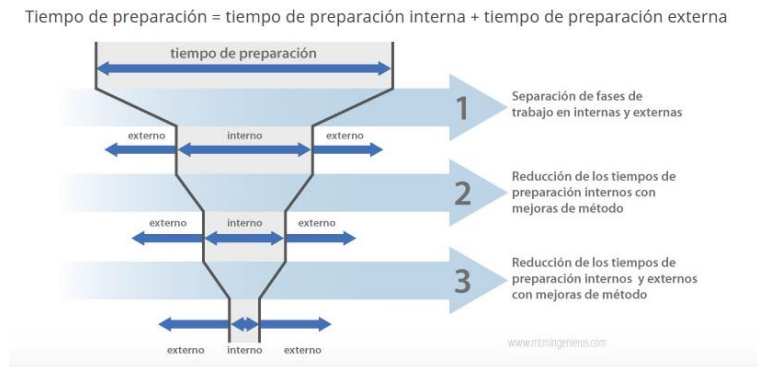 Tiempo de preparación = tiempo de preparación interna + tiempo de preparación externa
tiempo de preparación
1
Separación de fases de
trabajo en internas y externas
externo interno externo
2
Reducción de los tiempos de
preparación internos con
mejoras de método
externo interno externo
3
Reducción de los tiempos de
preparación internos y externos
con mejoras de método
www.mtmingenieros.com
externo interno externo